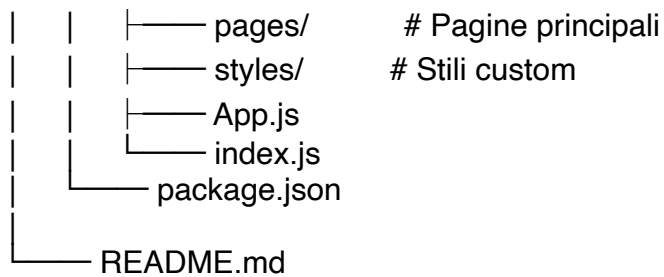 │ │ ├── pages/ # Pagine principali
│ │ ├── styles/ # Stili custom
│ │ ├── App.js
│ │ └── index.js
│ └── package.json
│
└── README.md